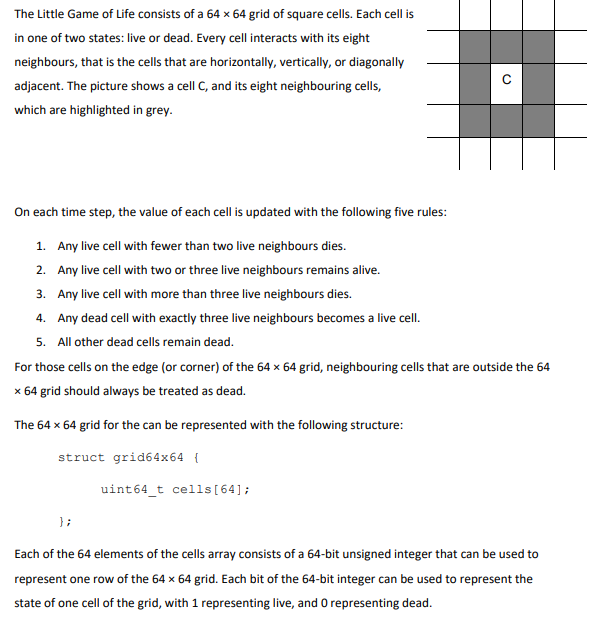 The Little Game of Life consists of a 64 × 64 grid of square cells. Each cell is
in one of two states: live or dead. Every cell interacts with its eight
neighbours, that is the cells that are horizontally, vertically, or diagonally
adjacent. The picture shows a cell C, and its eight neighbouring cells,
which are highlighted in grey.
C
On each time step, the value of each cell is updated with the following five rules:
1. Any live cell with fewer than two live neighbours dies.
2. Any live cell with two or three live neighbours remains alive.
3. Any live cell with more than three live neighbours dies.
4. Any dead cell with exactly three live neighbours becomes a live cell.
5. All other dead cells remain dead.
For those cells on the edge (or corner) of the 64 × 64 grid, neighbouring cells that are outside the 64
× 64 grid should always be treated as dead.
The 64 × 64 grid for the can be represented with the following structure:
struct grid64x64 {
uint64_t cells[64];
};
Each of the 64 elements of the cells array consists of a 64-bit unsigned integer that can be used to
represent one row of the 64 × 64 grid. Each bit of the 64-bit integer can be used to represent the
state of one cell of the grid, with 1 representing live, and 0 representing dead.